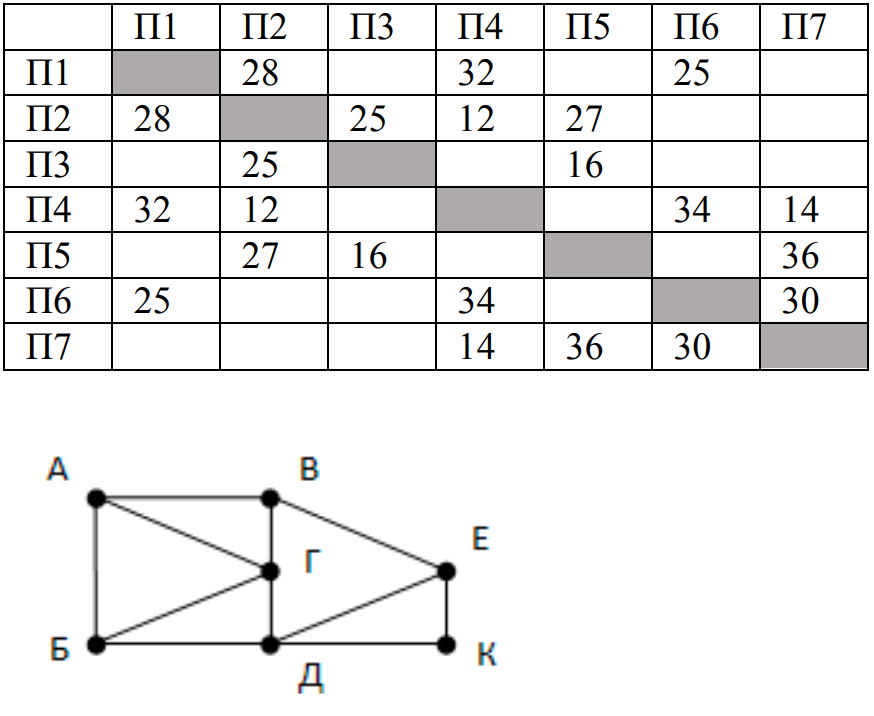 П1 П2 П3 П4 П5 П6 П7
П1 28 32 25
П2 28 25 12 27
П3 25 16
П4 32 12 34 14
П5 27 16 36
П6 25 34 30
П7 14 36 30
А В
Е
Г
Б К
Д